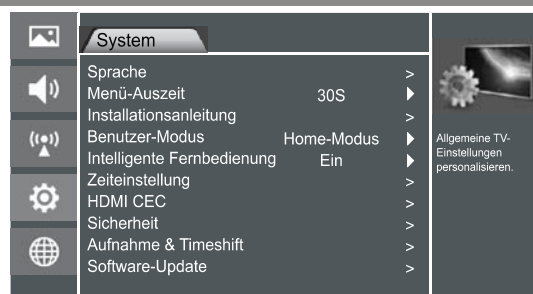 System
Sprache >
Menü-Auszeit 30S
Installationsanleitung >
Benutzer-Modus Home-Modus
Intelligente Fernbedienung Ein
Zeiteinstellung >
HDMI CEC >
Sicherheit >
Aufnahme & Timeshift >
Software-Update >
Allgemeine TV-
Einstellungen
personalisieren.